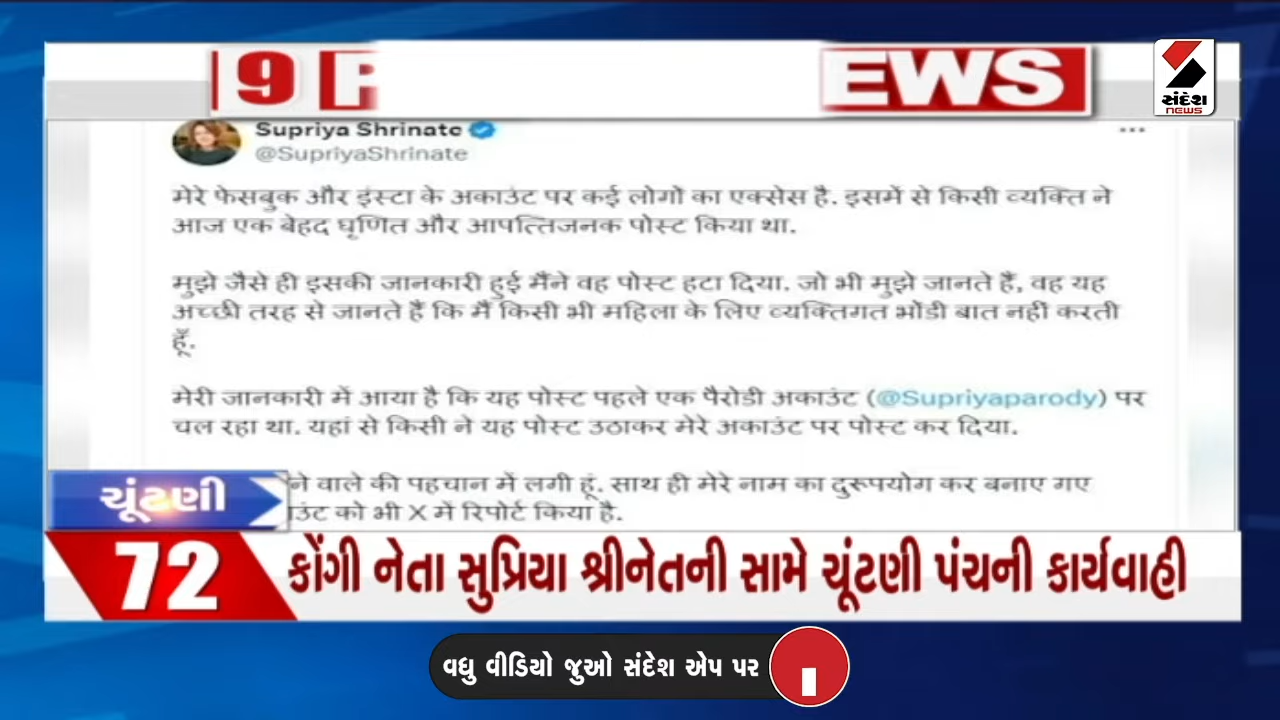 9 P EWS
સંદેશ
NEWS
Supriya Shrinate
@SupriyaShrinate
मेरे फेसबुक और इंस्टा के अकाउंट पर कई लोगों का एक्सेस है. इसमें से किसी व्यक्ति ने
आज एक बेहद घृणित और आपत्तिजनक पोस्ट किया था.
मुझे जैसे ही इसकी जानकारी हुई मैंने वह पोस्ट हटा दिया. जो भी मुझे जानते हैं, वह यह
अच्छी तरह से जानते हैं कि मैं किसी भी महिला के लिए व्यक्तिगत भोंडी बात नहीं करती
हूँ.
मेरी जानकारी में आया है कि यह पोस्ट पहले एक पैरोडी अकाउंट (@Supriyaparody) पर
चल रहा था. यहां से किसी ने यह पोस्ट उठाकर मेरे अकाउंट पर पोस्ट कर दिया.
ने वाले की पहचान में लगी हूं. साथ ही मेरे नाम का दुरूपयोग कर बनाए गए
उंट को भी X में रिपोर्ट किया है.
ચૂંટણી
72 કોંગી નેતા સુપ્રિયા શ્રીનેતની સામે ચૂંટણી પંચની કાર્યવાહી
વધુ વીડિયો જુઓ સંદેશ એપ પર